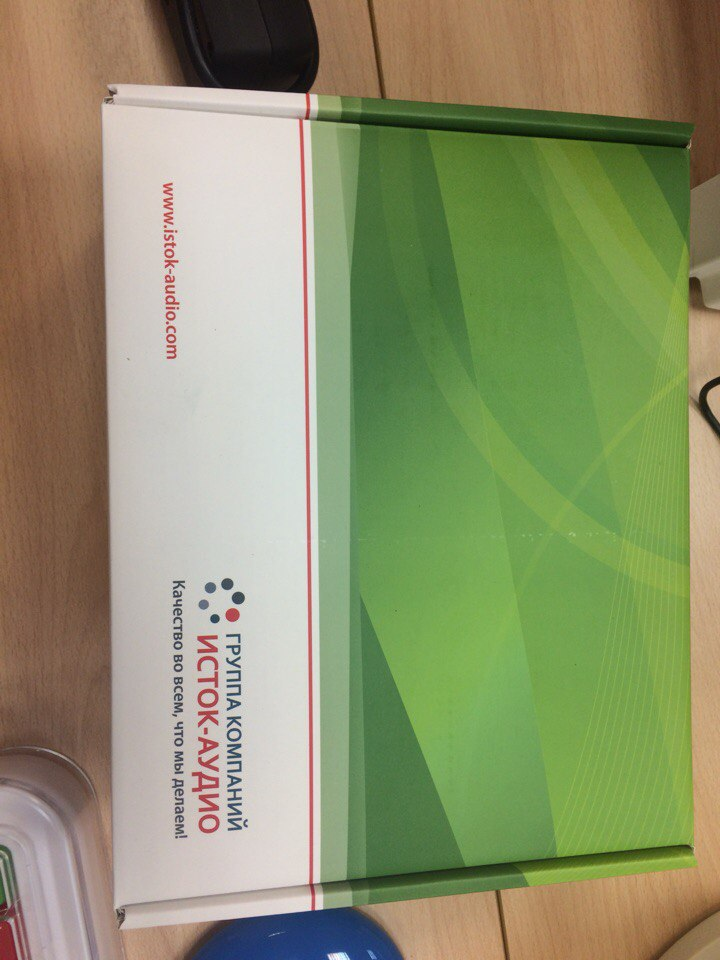 www.istok-audio.com
ГРУППА КОМПАНИЙ
ИСТОК-АУДИО
Качество во всем, что мы делаем!